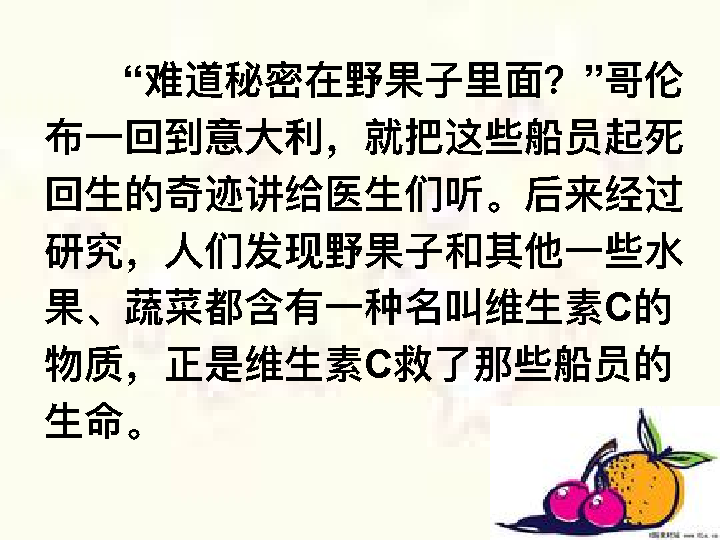 “难道秘密在野果子里面？”哥伦
布一回到意大利，就把这些船员起死
回生的奇迹讲给医生们听。后来经过
研究，人们发现野果子和其他一些水
果、蔬菜都含有一种名叫维生素C的
物质，正是维生素C救了那些船员的
生命。